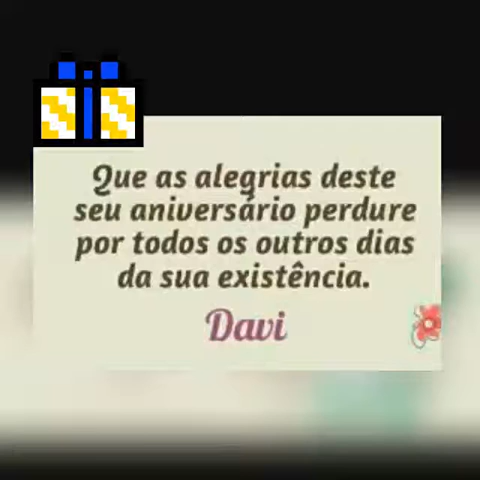 Que as alegrias deste
seu aniversário perdure
por todos os outros dias
da sua existência.
Davi